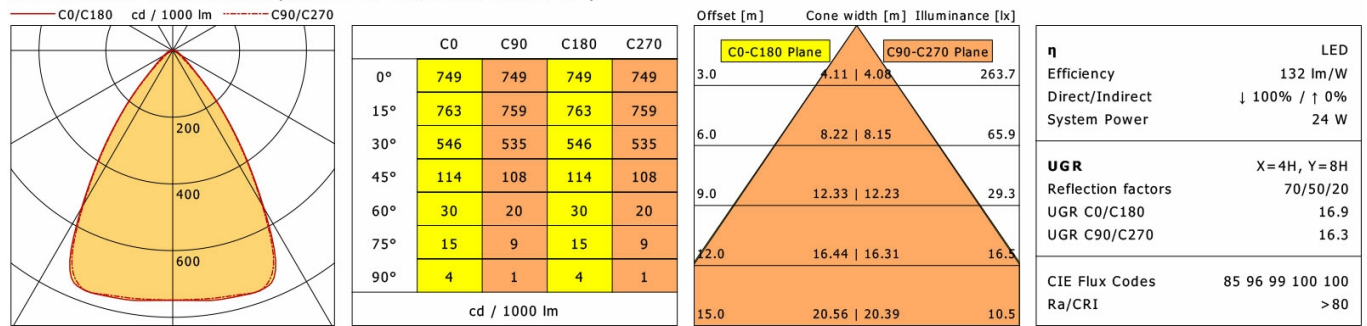 C0/C180 cd / 1000 lm C90/C270
200
400
600
C0 C90 C180 C270
0° 749 749 749 749
15° 763 759 763 759
30° 546 535 546 535
45° 114 108 114 108
60° 30 20 30 20
75° 15 9 15 9
90° 4 1 4 1
cd / 1000 lm
Offset [m] Cone width [m] Illuminance [lx]
C0-C180 Plane C90-C270 Plane
3.0 4.11 | 4.08 263.7
6.0 8.22 | 8.15 65.9
9.0 12.33 | 12.23 29.3
12.0 16.44 | 16.31 16.5
15.0 20.56 | 20.39 10.5
η LED
Efficiency 132 lm/W
Direct/Indirect ↓ 100% / ↑ 0%
System Power 24 W
UGR X=4H, Y=8H
Reflection factors 70/50/20
UGR C0/C180 16.9
UGR C90/C270 16.3
CIE Flux Codes 85 96 99 100 100
Ra/CRI >80